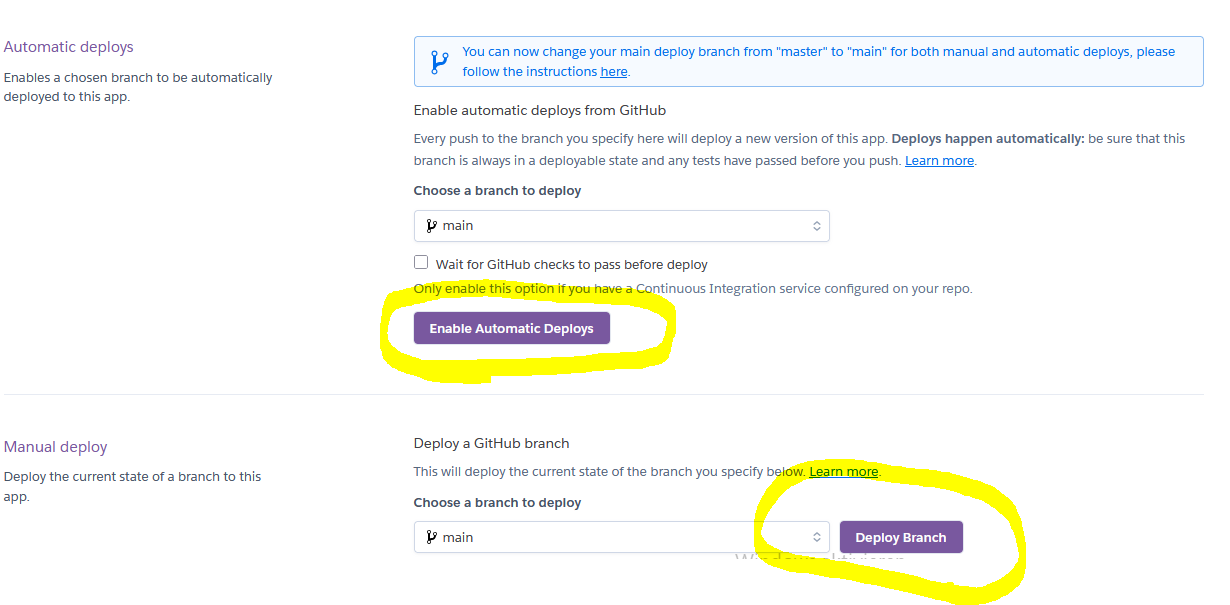 Automatic deploys
Enables a chosen branch to be automatically
deployed to this app.
You can now change your main deploy branch from "master" to "main" for both manual and automatic deploys, please
follow the instructions here.
Enable automatic deploys from GitHub
Every push to the branch you specify here will deploy a new version of this app. Deploys happen automatically: be sure that this
branch is always in a deployable state and any tests have passed before you push. Learn more.
Choose a branch to deploy
main
Wait for GitHub checks to pass before deploy
Only enable this option if you have a Continuous Integration service configured on your repo.
Enable Automatic Deploys
Manual deploy
Deploy the current state of a branch to this
app.
Deploy a GitHub branch
This will deploy the current state of the branch you specify below. Learn more.
Choose a branch to deploy
main
Deploy Branch